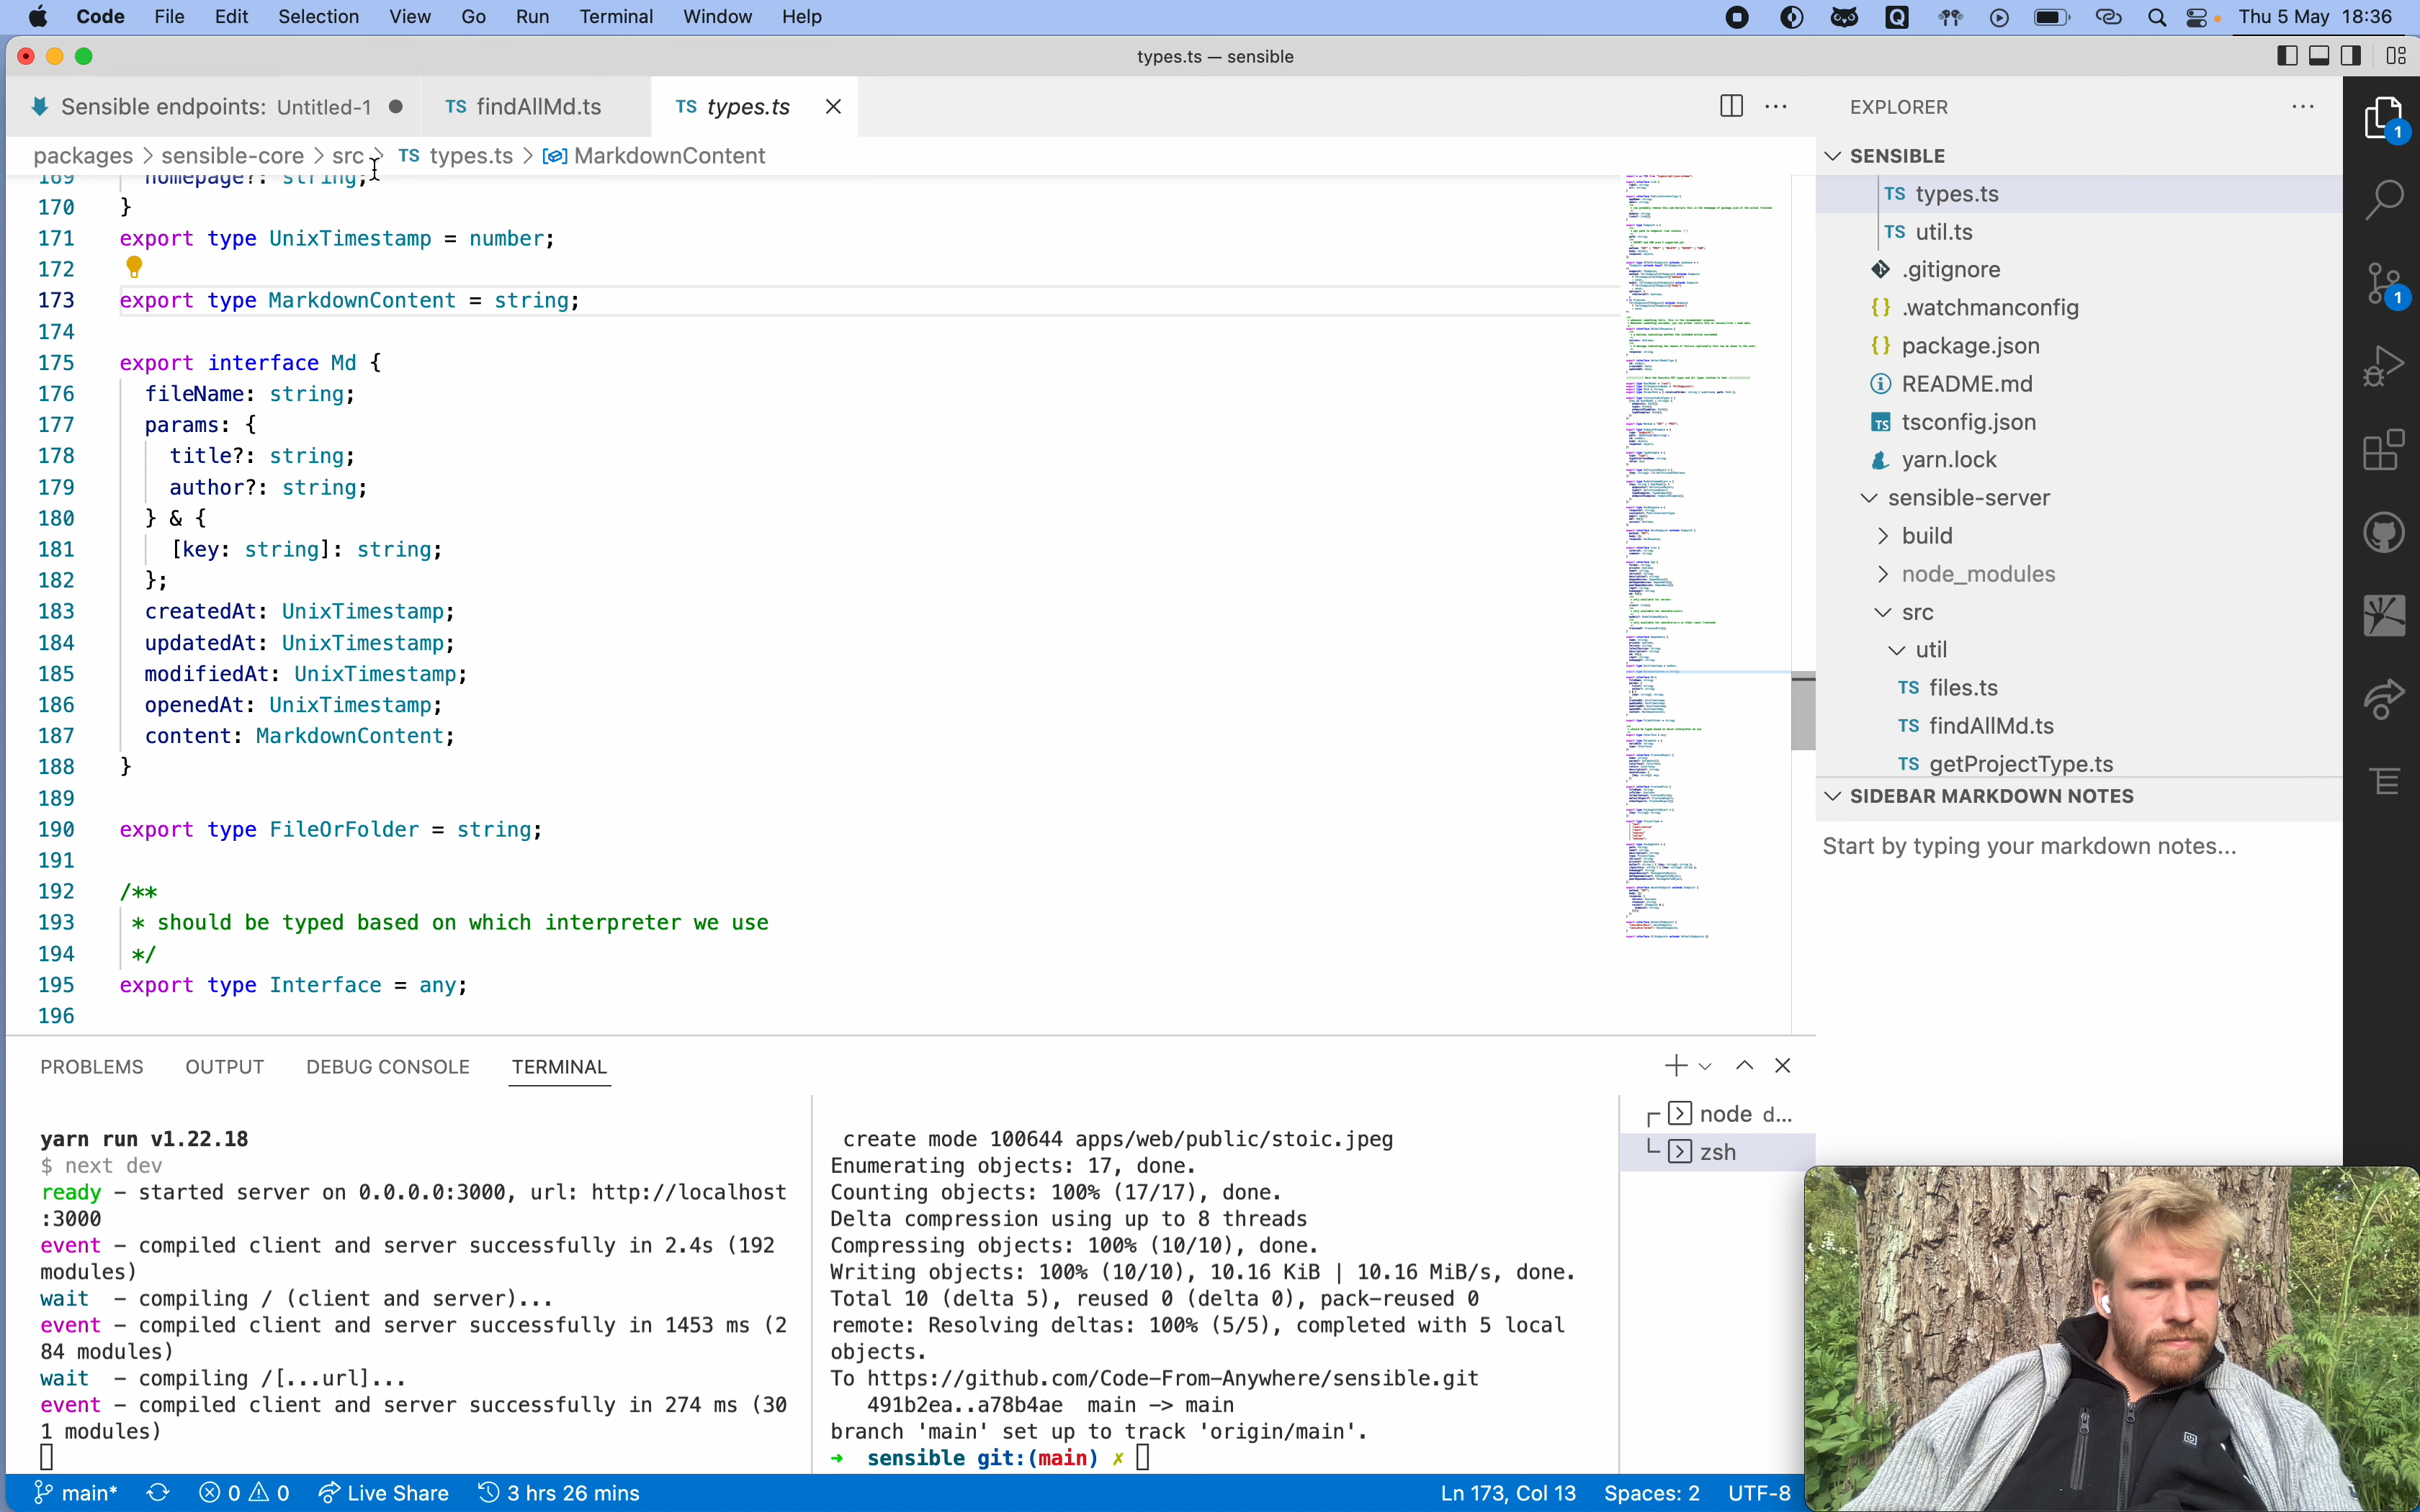 Code File Edit Selection View Go Run Terminal Window Help
Thu 5 May 18:36
types.ts — sensible
Sensible endpoints: Untitled-1
TS findAllMd.ts
TS types.ts
EXPLORER
packages > sensible-core > src > TS types.ts > MarkdownContent
SENSIBLE
169 homepage?: string;
170 }
171 export type UnixTimestamp = number;
172
173 export type MarkdownContent = string;
174
175 export interface Md {
176 fileName: string;
177 params: {
178 title?: string;
179 author?: string;
180 } & {
181 [key: string]: string;
182 };
183 createdAt: UnixTimestamp;
184 updatedAt: UnixTimestamp;
185 modifiedAt: UnixTimestamp;
186 openedAt: UnixTimestamp;
187 content: MarkdownContent;
188 }
189
190 export type FileOrFolder = string;
191
192 /**
193 * should be typed based on which interpreter we use
194 */
195 export type Interface = any;
196
TS types.ts
TS util.ts
.gitignore
{} .watchmanconfig
{} package.json
README.md
TS tsconfig.json
yarn.lock
sensible-server
build
node_modules
src
util
TS files.ts
TS findAllMd.ts
TS getProjectType.ts
SIDEBAR MARKDOWN NOTES
Start by typing your markdown notes...
1
1
PROBLEMS OUTPUT DEBUG CONSOLE TERMINAL
yarn run v1.22.18
$ next dev
ready - started server on 0.0.0.0:3000, url: http://localhost
:3000
event - compiled client and server successfully in 2.4s (192
modules)
wait - compiling / (client and server)...
event - compiled client and server successfully in 1453 ms (2
84 modules)
wait - compiling /[...url]...
event - compiled client and server successfully in 274 ms (30
1 modules)
create mode 100644 apps/web/public/stoic.jpeg
Enumerating objects: 17, done.
Counting objects: 100% (17/17), done.
Delta compression using up to 8 threads
Compressing objects: 100% (10/10), done.
Writing objects: 100% (10/10), 10.16 KiB | 10.16 MiB/s, done.
Total 10 (delta 5), reused 0 (delta 0), pack-reused 0
remote: Resolving deltas: 100% (5/5), completed with 5 local
objects.
To https://github.com/Code-From-Anywhere/sensible.git
491b2ea..a78b4ae main -> main
branch 'main' set up to track 'origin/main'.
→ sensible git:(main) ✗
node d...
zsh
main* 0 0 Live Share 3 hrs 26 mins
Ln 173, Col 13 Spaces: 2 UTF-8